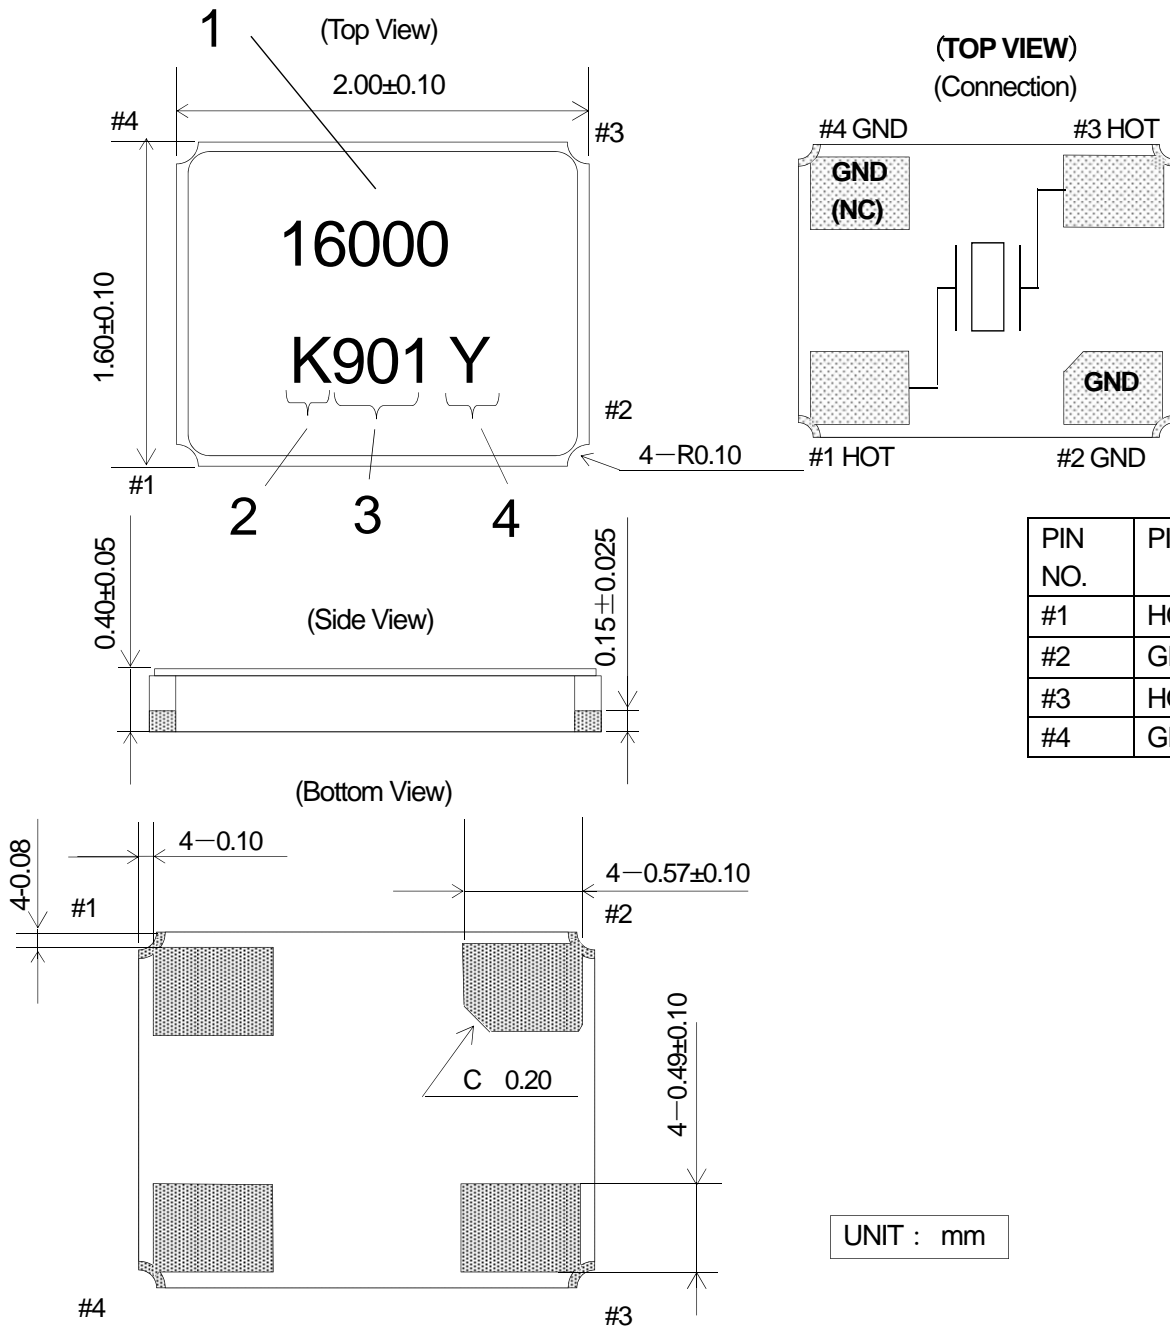 1
(Top View)
2.00±0.10
#4
#3
1.60±0.10
16000
K901 Y
#2
#1
4－R0.10
2
3
4
(TOP VIEW)
(Connection)
#4 GND
#3 HOT
GND
(NC)
GND
#1 HOT
#2 GND
PIN
NO.
#1
#2
#3
#4
0.40±0.05
(Side View)
0.15±0.025
(Bottom View)
4-0.08
4－0.10
4－0.57±0.10
#1
#2
C 0.20
4－0.49±0.10
#4
#3
UNIT : mm